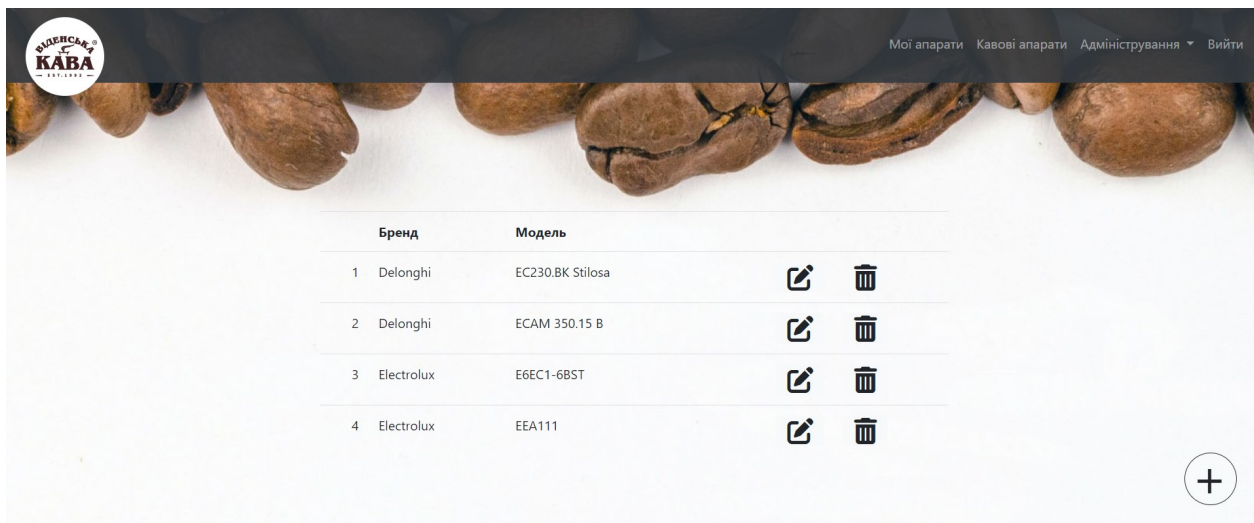 ВІДЕНСЬКА®
КАВА
EST. 1993
Мої апарати Кавові апарати Адміністрування Вийти
Бренд Модель
1 Delonghi EC230.BK Stilosa
2 Delonghi ECAM 350.15 B
3 Electrolux E6EC1-6BST
4 Electrolux EEA111